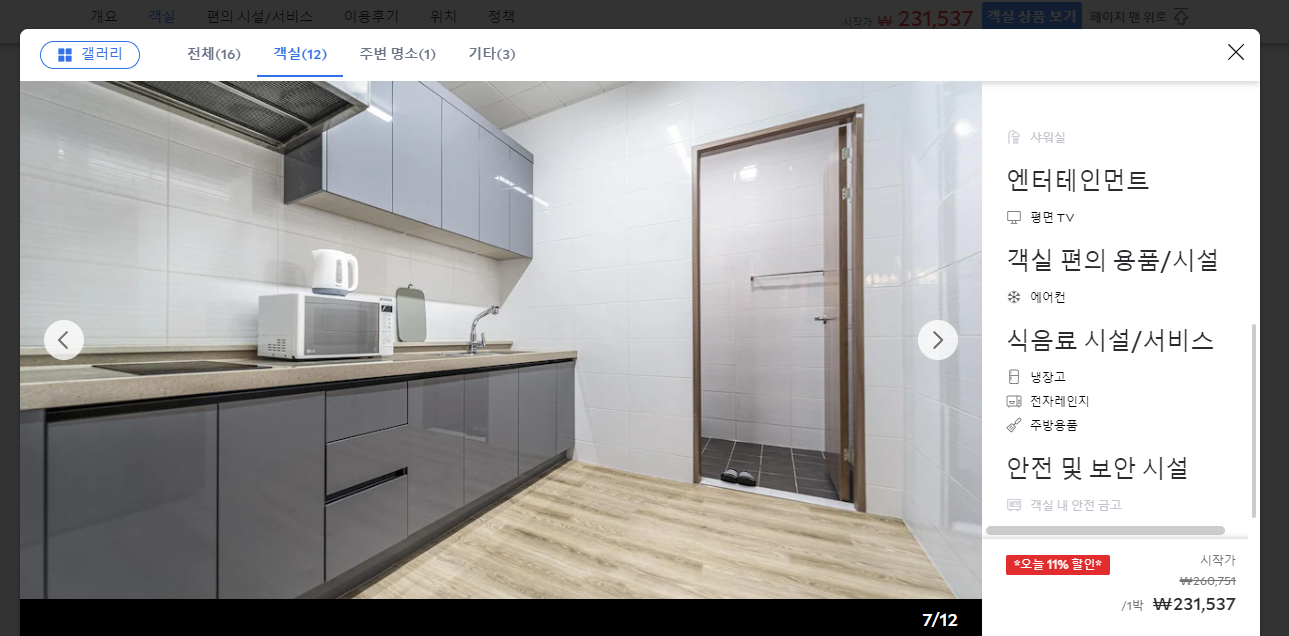 개요 객실 편의 시설/서비스 이용후기 위치 정책 시작가 ₩ 231,537 객실 상품 보기 페이지 맨 위로
갤러리 전체(16) 객실(12) 주변 명소(1) 기타(3)
샤워실
엔터테인먼트
평면 TV
객실 편의 용품/시설
에어컨
식음료 시설/서비스
냉장고
전자레인지
주방용품
안전 및 보안 시설
객실 내 안전 금고
*오늘 11% 할인* 시작가
₩260,751
/1박 ₩231,537
7/12